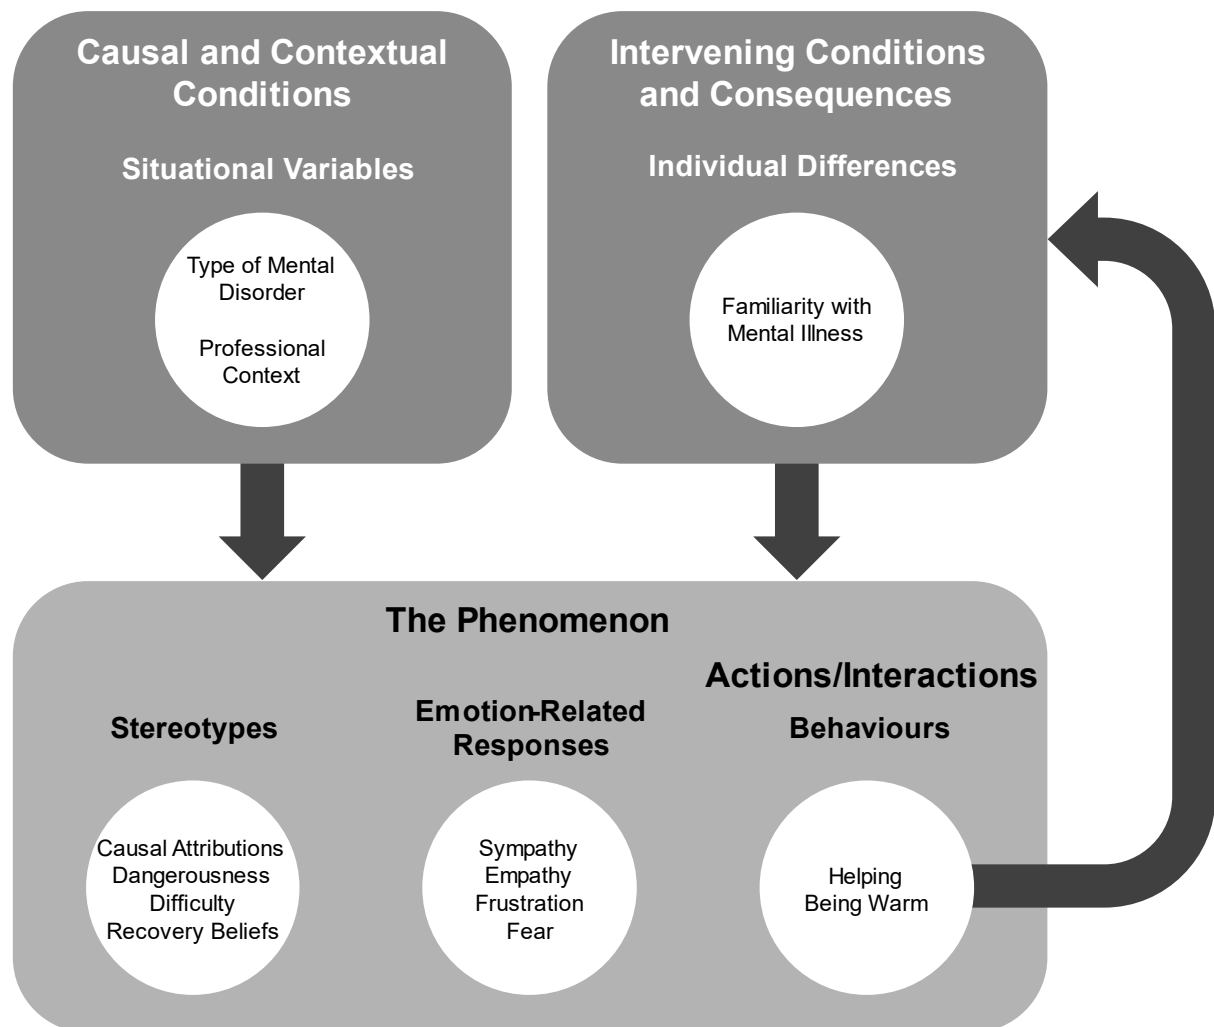 Causal and Contextual
Conditions
Situational Variables
Type of Mental
Disorder
Professional
Context
Intervening Conditions
and Consequences
Individual Differences
Familiarity with
Mental Illness
The Phenomenon
Stereotypes
Causal Attributions
Dangerousness
Difficulty
Recovery Beliefs
Emotion-Related
Responses
Sympathy
Empathy
Frustration
Fear
Actions/Interactions
Behaviours
Helping
Being Warm